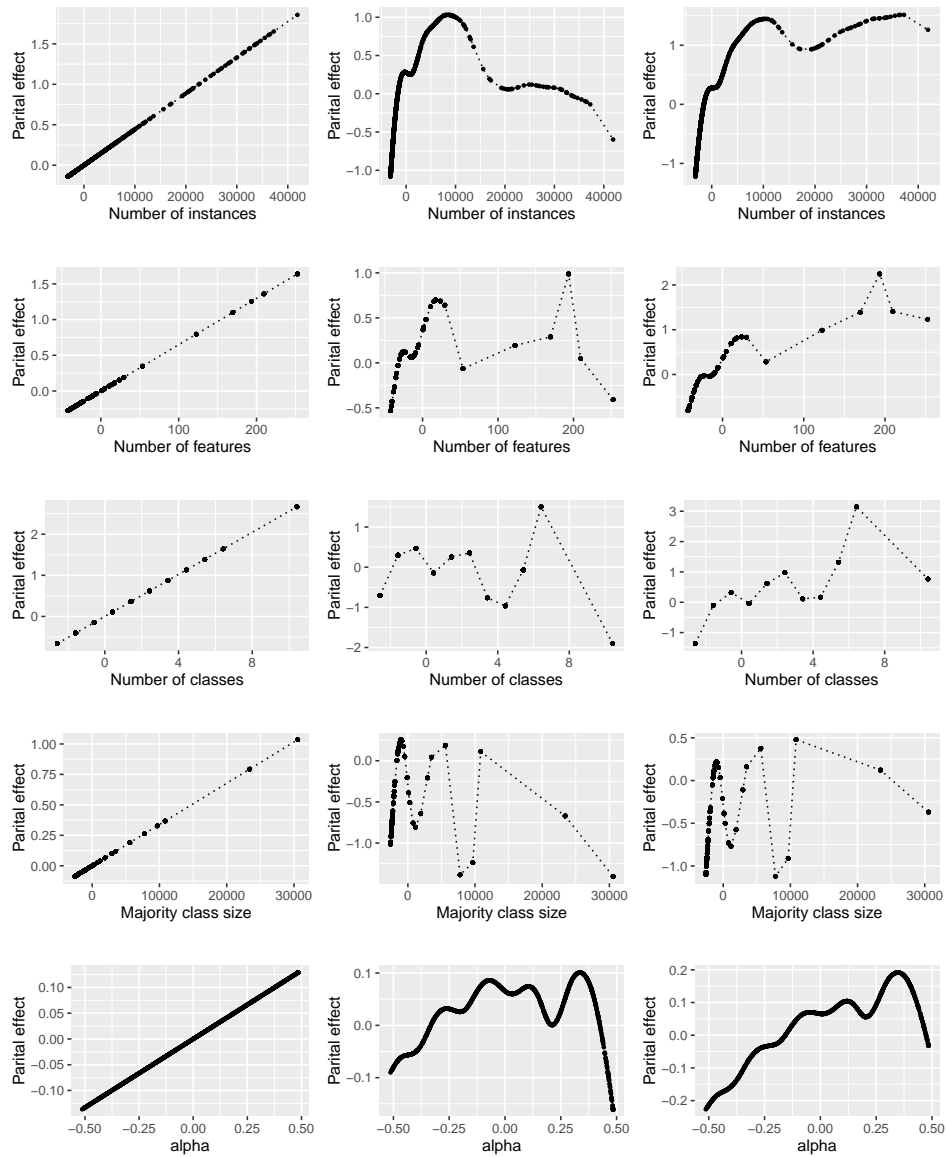 Parital effect
1.5
1.0
0.5
0.0
0 10000 20000 30000 40000
Number of instances
Parital effect
1.0
0.5
0.0
−0.5
−1.0
0 10000 20000 30000 40000
Number of instances
Parital effect
1
0
−1
0 10000 20000 30000 40000
Number of instances
Parital effect
1.5
1.0
0.5
0.0
0 100 200
Number of features
Parital effect
1.0
0.5
0.0
−0.5
0 100 200
Number of features
Parital effect
2
1
0
0 100 200
Number of features
Parital effect
2
1
0
0 4 8
Number of classes
Parital effect
1
0
−1
−2
0 4 8
Number of classes
Parital effect
3
2
1
0
−1
0 4 8
Number of classes
Parital effect
1.00
0.75
0.50
0.25
0.00
0 10000 20000 30000
Majority class size
Parital effect
0.0
−0.5
−1.0
0 10000 20000 30000
Majority class size
Parital effect
0.5
0.0
−0.5
−1.0
0 10000 20000 30000
Majority class size
Parital effect
0.10
0.05
0.00
−0.05
−0.10
−0.50 −0.25 0.00 0.25 0.50
alpha
Parital effect
0.1
0.0
−0.1
−0.50 −0.25 0.00 0.25 0.50
alpha
Parital effect
0.2
0.1
0.0
−0.1
−0.2
−0.50 −0.25 0.00 0.25 0.50
alpha